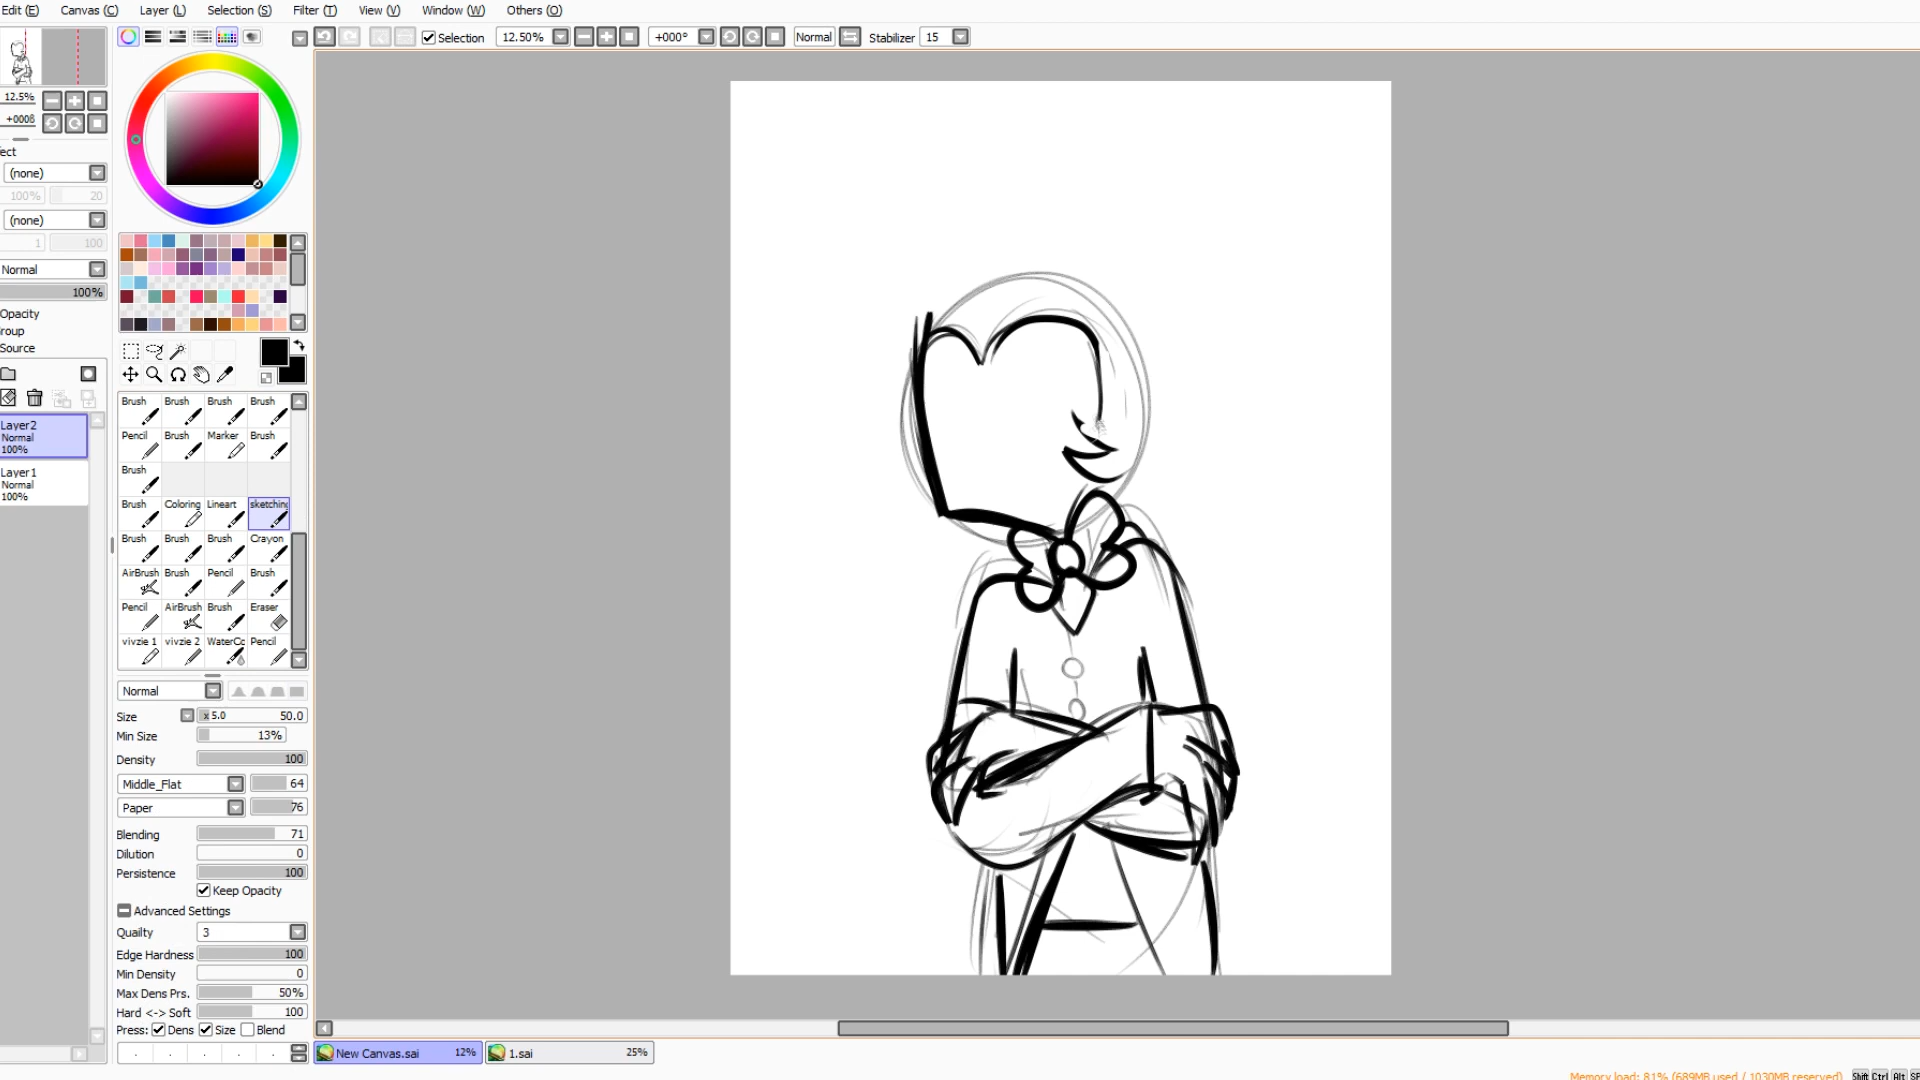 Edit (E) Canvas (C) Layer (L) Selection (S) Filter (T) View (V) Window (W) Others (O)
Selection 12.50% +000° Normal Stabilizer 15
12.5%
ect
(none)
100% 20
(none)
1 100
Normal
100%
Opacity
roup
Source
Layer2
Normal
100%
Layer1
Normal
100%
Brush Brush Brush Brush
Pencil Brush Marker Brush
Brush
Brush Coloring Lineart sketching
Brush Brush Brush Crayon
AirBrush Brush Pencil Brush
Pencil AirBrush Brush Eraser
vivzie 1 vivzie 2 WaterCo Pencil
Normal
Size x 5.0 50.0
Min Size 13%
Density 100
Middle_Flat 64
Paper 76
Blending 71
Dilution 0
Persistence 100
Keep Opacity
Advanced Settings
Quailty 3
Edge Hardness 100
Min Density 0
Max Dens Prs. 50%
Hard <-> Soft 100
Press: Dens Size Blend
New Canvas.sai 12% 1.sai 25%
Memory load: 81% (689MB used / 1030MB reserved) Shift Ctrl Alt